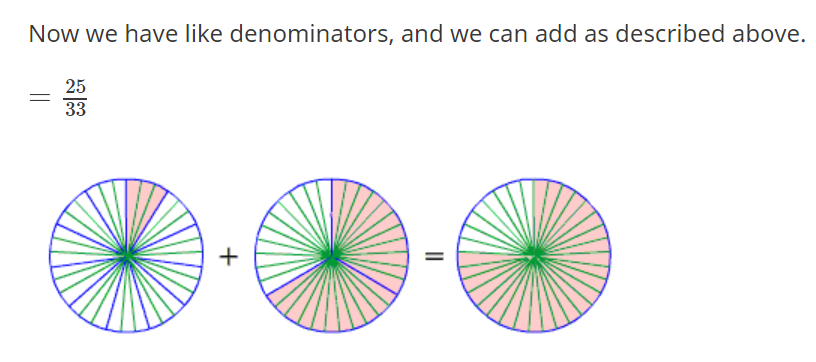 Now we have like denominators, and we can add as described above.
= 25/33
+ =